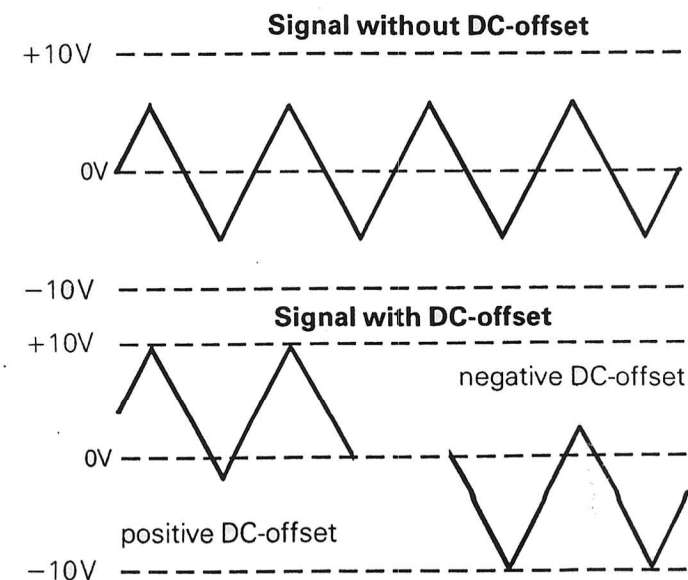 Signal without DC-offset
+10V
0V
−10V
Signal with DC-offset
+10V
negative DC-offset
0V
positive DC-offset
−10V